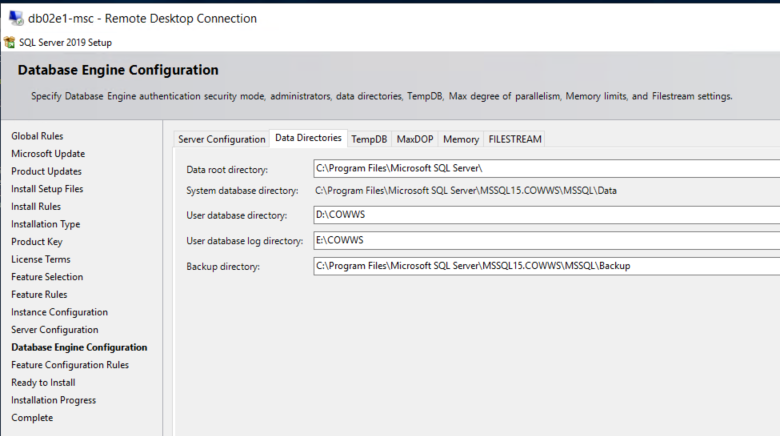 db02e1-msc - Remote Desktop Connection
SQL Server 2019 Setup
Database Engine Configuration
Specify Database Engine authentication security mode, administrators, data directories, TempDB, Max degree of parallelism, Memory limits, and Filestream settings.
Global Rules
Microsoft Update
Product Updates
Install Setup Files
Install Rules
Installation Type
Product Key
License Terms
Feature Selection
Feature Rules
Instance Configuration
Server Configuration
Database Engine Configuration
Feature Configuration Rules
Ready to Install
Installation Progress
Complete
Server Configuration Data Directories TempDB MaxDOP Memory FILESTREAM
Data root directory: C:\Program Files\Microsoft SQL Server\
System database directory: C:\Program Files\Microsoft SQL Server\MSSQL15.COWWS\MSSQL\Data
User database directory: D:\COWWS
User database log directory: E:\COWWS
Backup directory: C:\Program Files\Microsoft SQL Server\MSSQL15.COWWS\MSSQL\Backup